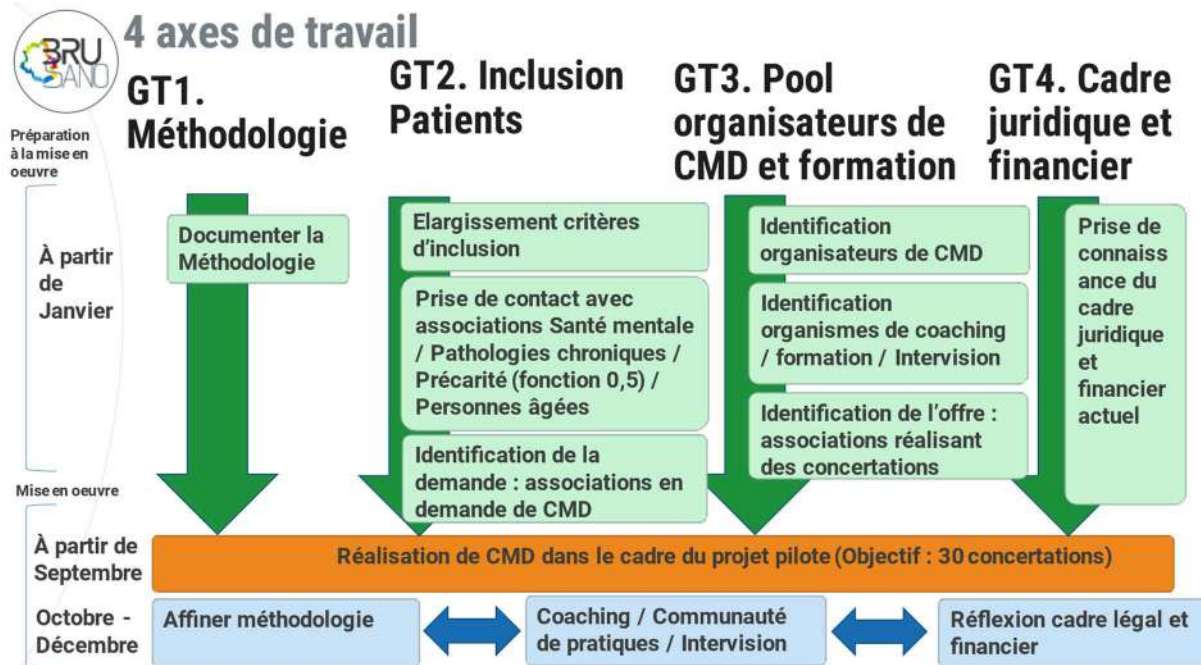 BRU
SANO
4 axes de travail
GT1.
Méthodologie
GT2. Inclusion
Patients
GT3. Pool
organisateurs de
CMD et formation
GT4. Cadre
juridique et
financier
Préparation
à la mise en
oeuvre
À partir
de
Janvier
Documenter la
Méthodologie
Elargissement critères
d'inclusion
Prise de contact avec
associations Santé mentale
/ Pathologies chroniques /
Précarité (fonction 0,5) /
Personnes âgées
Identification de la
demande : associations en
demande de CMD
Identification
organisateurs de CMD
Identification
organismes de coaching
/ formation / Intervision
Identification de l'offre :
associations réalisant
des concertations
Prise de
connaiss
ance du
cadre
juridique
et
financier
actuel
Mise en oeuvre
À partir de
Septembre
Réalisation de CMD dans le cadre du projet pilote (Objectif : 30 concertations)
Octobre -
Décembre
Affiner méthodologie
Coaching / Communauté
de pratiques / Intervision
Réflexion cadre légal et
financier